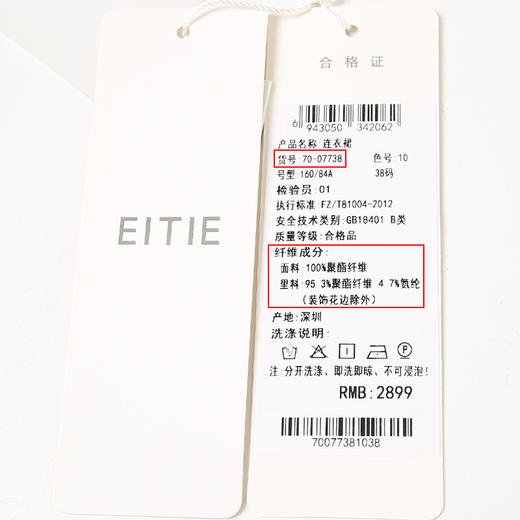 EITIE
合格证
6 943050 342062
产品名称:连衣裙
货号:70-07738 色号:10
号型:160/84A 38码
检验员:01
执行标准:FZ/T81004-2012
安全技术类别:GB18401 B类
质量等级:合格品
纤维成分:
面料:100%聚酯纤维
里料:95.3%聚酯纤维 4.7%氨纶
(装饰花边除外)
产地:深圳
洗涤说明:
P
注:分开洗涤、即洗即晾、不可浸泡!
RMB:2899
70077381038